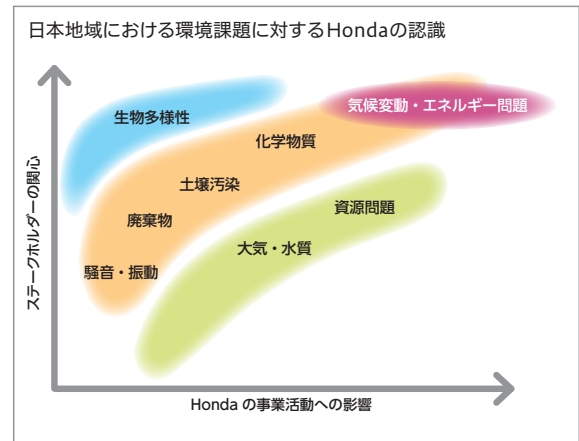 日本地域における環境課題に対するHondaの認識
ステークホルダーの関心
生物多様性
気候変動・エネルギー問題
化学物質
土壌汚染
廃棄物
資源問題
大気・水質
騒音・振動
Honda の事業活動への影響